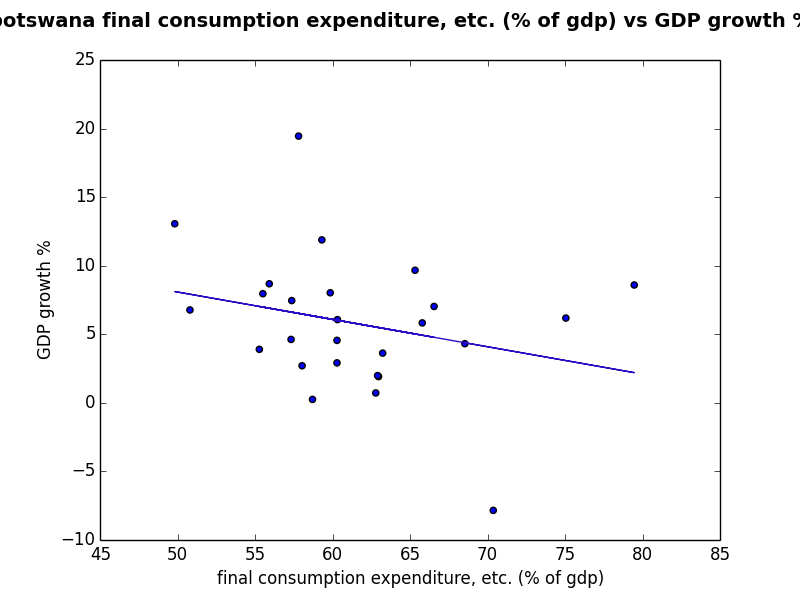 otswana final consumption expenditure, etc. (% of gdp) vs GDP growth %
25
20
15
10
5
0
−5
−10
GDP growth %
45 50 55 60 65 70 75 80 85
final consumption expenditure, etc. (% of gdp)